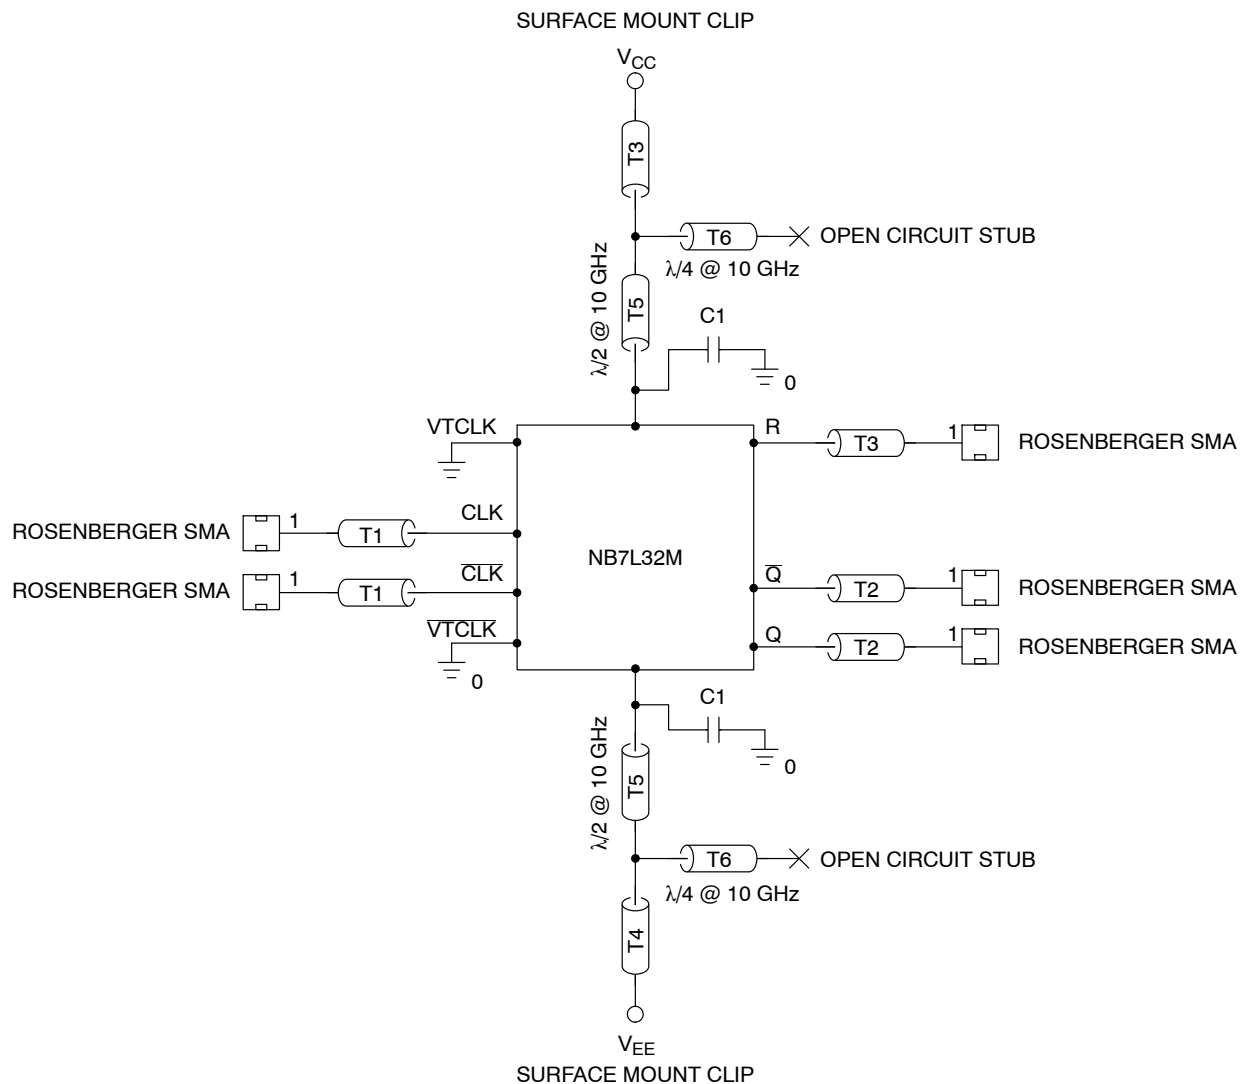 SURFACE MOUNT CLIP
VCC
T3
T6
OPEN CIRCUIT STUB
λ/4 @ 10 GHz
λ/2 @ 10 GHz
T5
C1
0
VTCLK
R
T3
1
ROSENBERGER SMA
ROSENBERGER SMA
1
T1
CLK
NB7L32M
ROSENBERGER SMA
1
T1
C̅L̅K̅
Q̅
T2
1
ROSENBERGER SMA
V̅T̅C̅L̅K̅
0
Q
T2
1
ROSENBERGER SMA
C1
0
λ/2 @ 10 GHz
T5
T6
OPEN CIRCUIT STUB
λ/4 @ 10 GHz
T4
VEE
SURFACE MOUNT CLIP